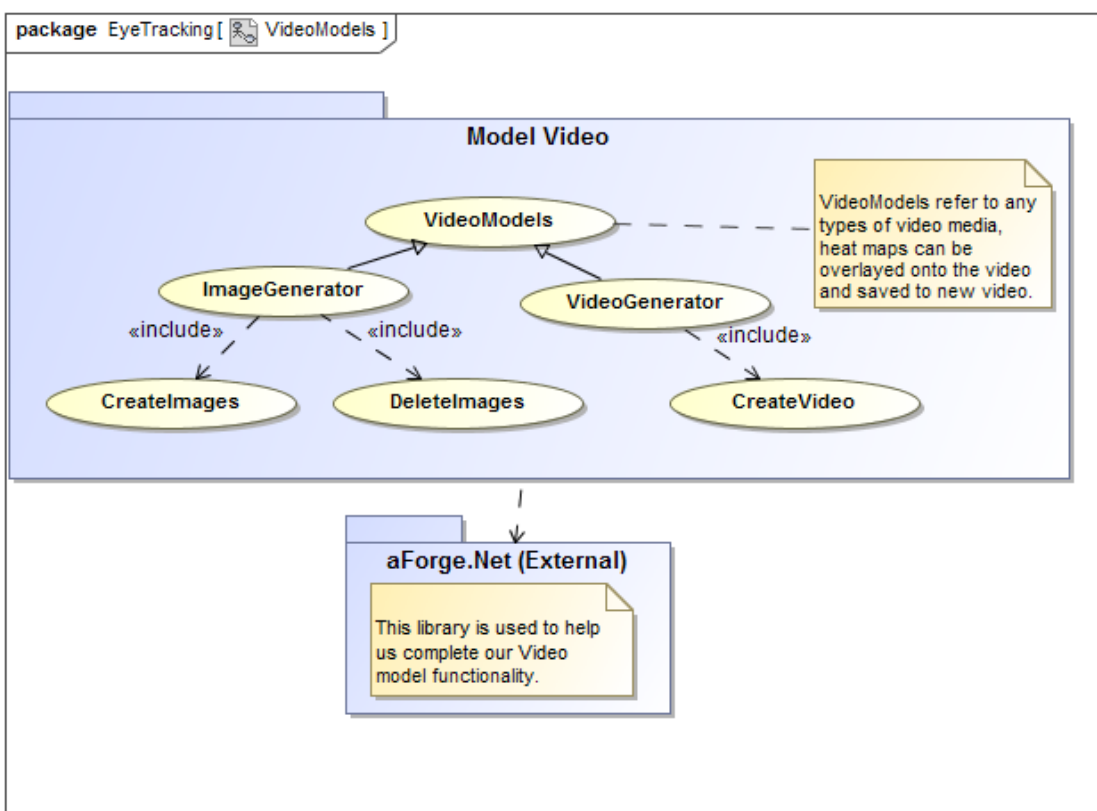 package EyeTracking[ VideoModels ]
Model Video
VideoModels
VideoModels refer to any
types of video media,
heat maps can be
overlayed onto the video
and saved to new video.
ImageGenerator
VideoGenerator
«include»
«include»
«include»
CreateImages
DeleteImages
CreateVideo
aForge.Net (External)
This library is used to help
us complete our Video
model functionality.